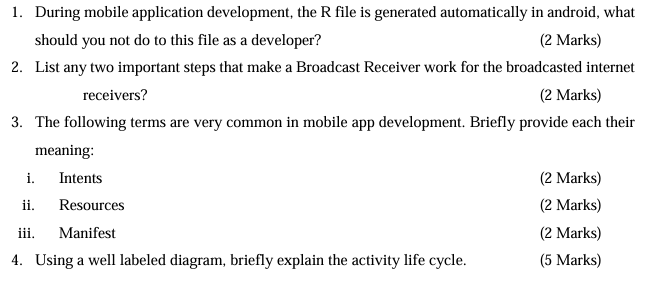 1. During mobile application development, the R file is generated automatically in android, what
should you not do to this file as a developer? (2 Marks)
2. List any two important steps that make a Broadcast Receiver work for the broadcasted internet
receivers? (2 Marks)
3. The following terms are very common in mobile app development. Briefly provide each their
meaning:
i. Intents (2 Marks)
ii. Resources (2 Marks)
iii. Manifest (2 Marks)
4. Using a well labeled diagram, briefly explain the activity life cycle. (5 Marks)